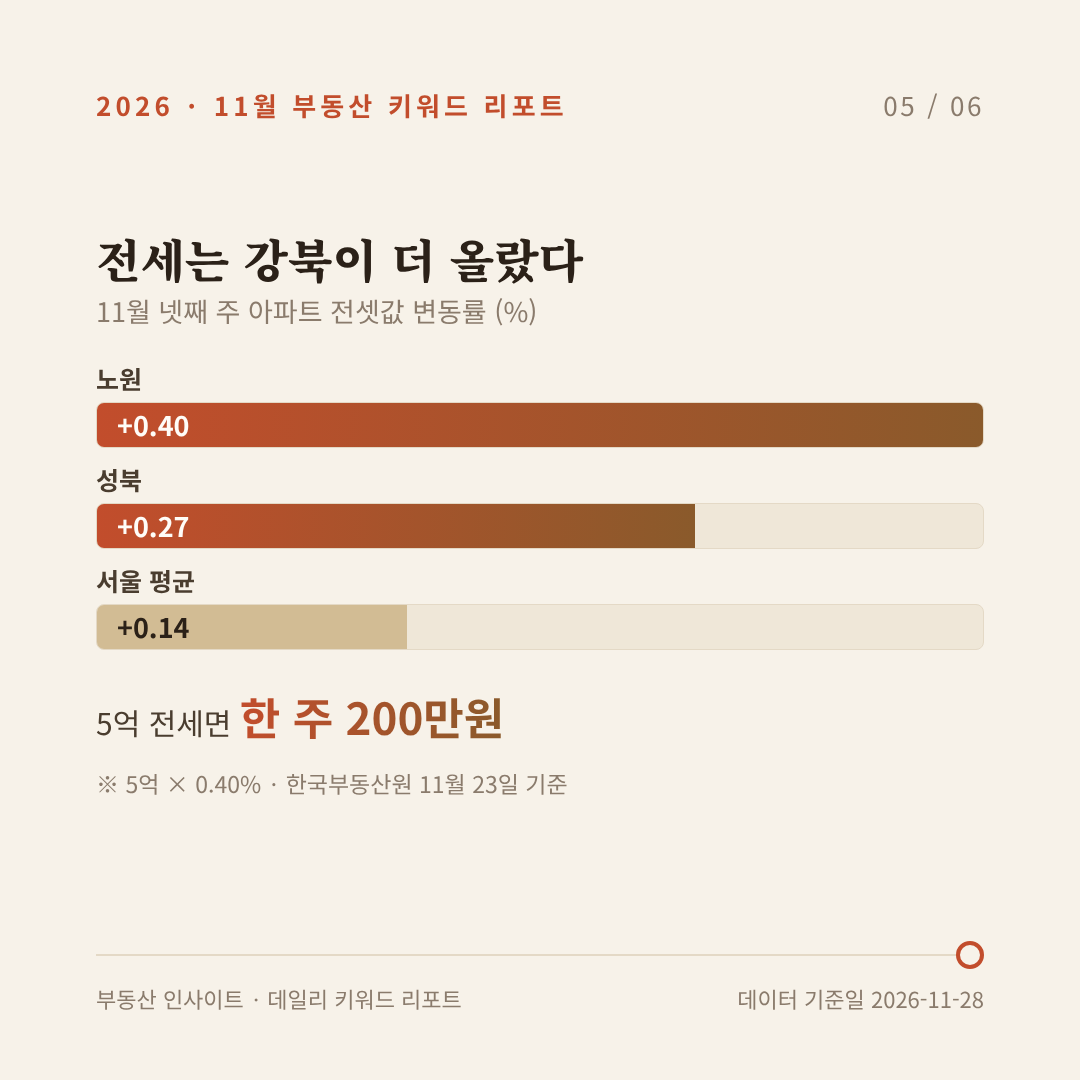 2026 · 11월 부동산 키워드 리포트
05 / 06
전세는 강북이 더 올랐다
11월 넷째 주 아파트 전셋값 변동률 (%)
노원
+0.40
성북
+0.27
서울 평균
+0.14
5억 전세면 한 주 200만원
※ 5억 × 0.40% · 한국부동산원 11월 23일 기준
부동산 인사이트 · 데일리 키워드 리포트
데이터 기준일 2026-11-28